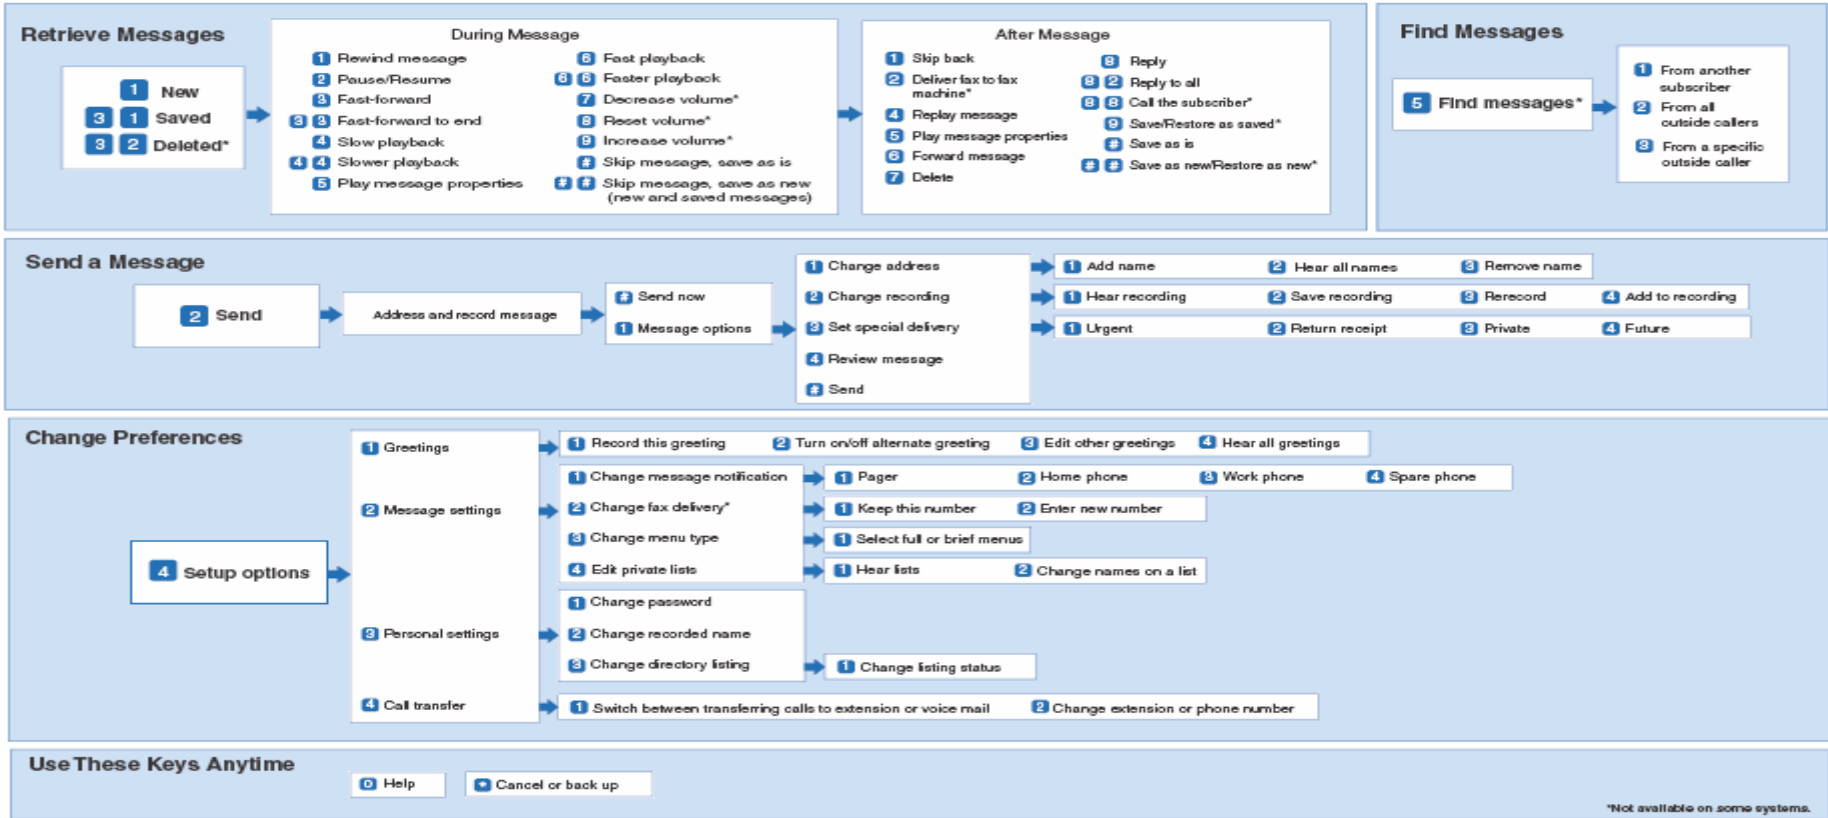 Retrieve Messages
1 New
3 1 Saved
3 2 Deleted*
During Message
1 Rewind message
2 Pause/Resume
3 Fast-forward
3 3 Fast-forward to end
4 Slow playback
4 4 Slower playback
5 Play message properties
6 Fast playback
6 6 Faster playback
7 Decrease volume*
8 Reset volume*
9 Increase volume*
# Skip message, save as is
# # Skip message, save as new
(new and saved messages)
After Message
1 Skip back
2 Deliver fax to fax
machine*
4 Replay message
5 Play message properties
6 Forward message
7 Delete
8 Reply
8 2 Reply to all
8 8 Call the subscriber*
9 Save/Restore as saved*
# Save as is
# # Save as new/Restore as new*
Find Messages
5 Find messages*
1 From another
subscriber
2 From all
outside callers
3 From a specific
outside caller
Send a Message
2 Send
Address and record message
# Send now
1 Message options
1 Change address
1 Add name 2 Hear all names 3 Remove name
2 Change recording
1 Hear recording 2 Save recording 3 Rerecord 4 Add to recording
3 Set special delivery
1 Urgent 2 Return receipt 3 Private 4 Future
4 Review message
# Send
Change Preferences
4 Setup options
1 Greetings
1 Record this greeting 2 Turn on/off alternate greeting 3 Edit other greetings 4 Hear all greetings
2 Message settings
1 Change message notification
1 Pager 2 Home phone 3 Work phone 4 Spare phone
2 Change fax delivery*
1 Keep this number 2 Enter new number
3 Change menu type
1 Select full or brief menus
4 Edit private lists
1 Hear lists 2 Change names on a list
3 Personal settings
1 Change password
2 Change recorded name
3 Change directory listing
1 Change listing status
4 Call transfer
1 Switch between transferring calls to extension or voice mail 2 Change extension or phone number
Use These Keys Anytime
0 Help
* Cancel or back up
*Not available on some systems.